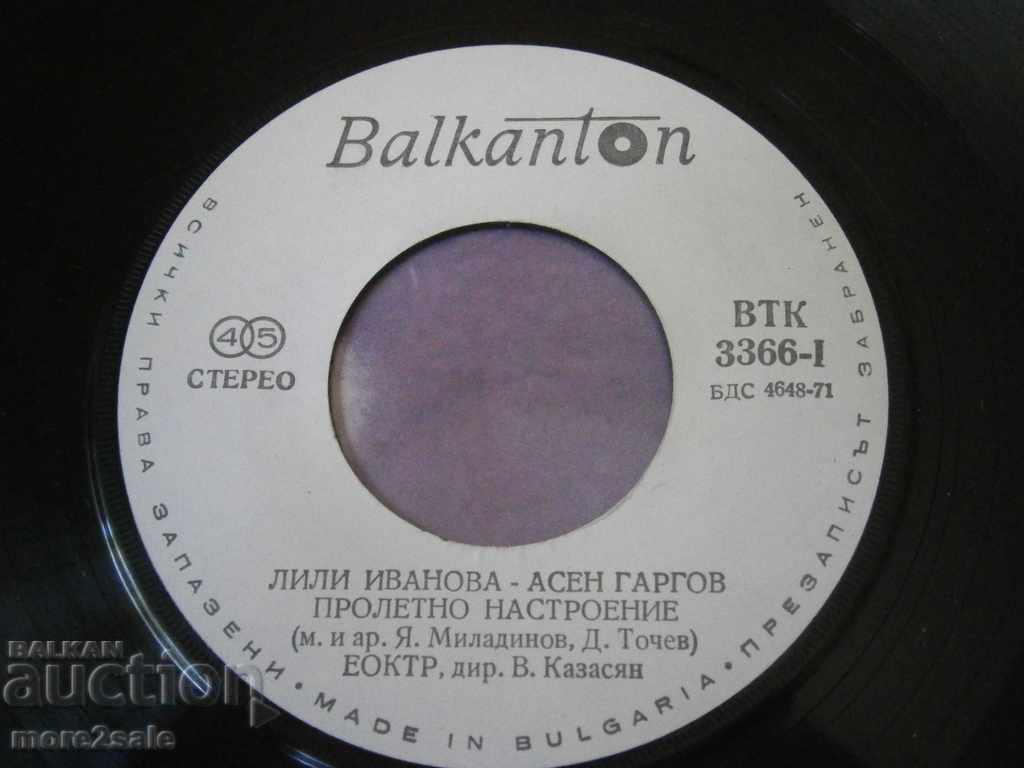 Balkanton
45
СТЕРЕО
ВТК
3366-I
БДС 4648-71
ЛИЛИ ИВАНОВА - АСЕН ГАРГОВ
ПРОЛЕТНО НАСТРОЕНИЕ
(м. и ар. Я. Миладинов, Д. Точев)
ЕОКТР, дир. В. Казасян
ВСИЧКИ ПРАВА ЗАПАЗЕНИ • MADE IN BULGARIA • ПРЕЗАПИСЪТ ЗАБРАНЕН
BALKAN
auction
more2sale